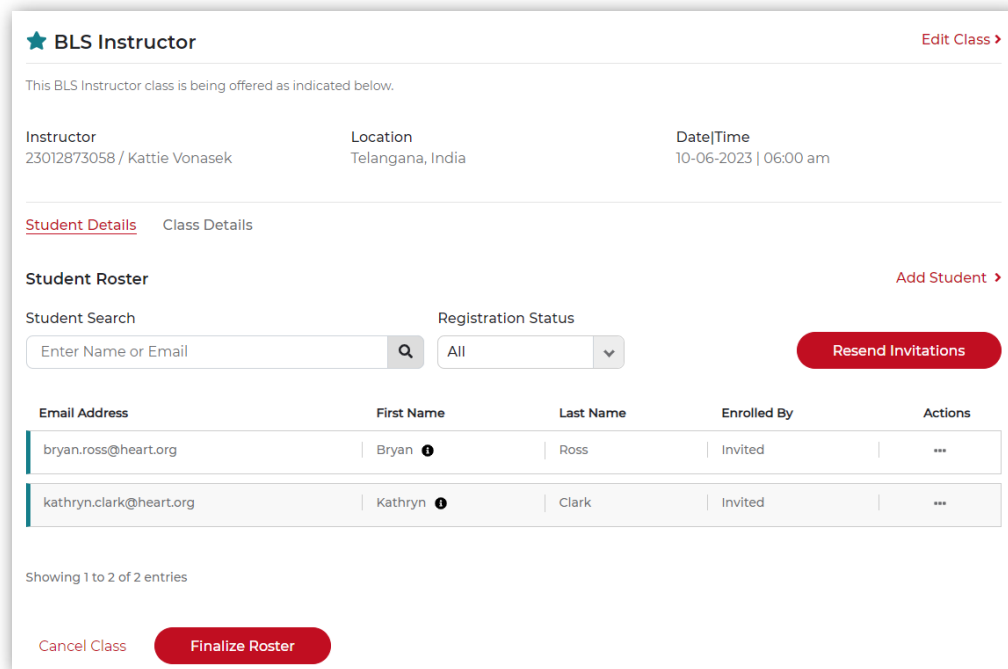 BLS Instructor
Edit Class
This BLS Instructor class is being offered as indicated below.
Instructor Location Date|Time
23012873058 / Kattie Vonasek Telangana, India 10-06-2023 | 06:00 am
Student Details Class Details
Student Roster Add Student
Student Search Registration Status
Enter Name or Email All Resend Invitations
Email Address First Name Last Name Enrolled By Actions
bryan.ross@heart.org Bryan Ross Invited
kathryn.clark@heart.org Kathryn Clark Invited
Showing 1 to 2 of 2 entries
Cancel Class Finalize Roster